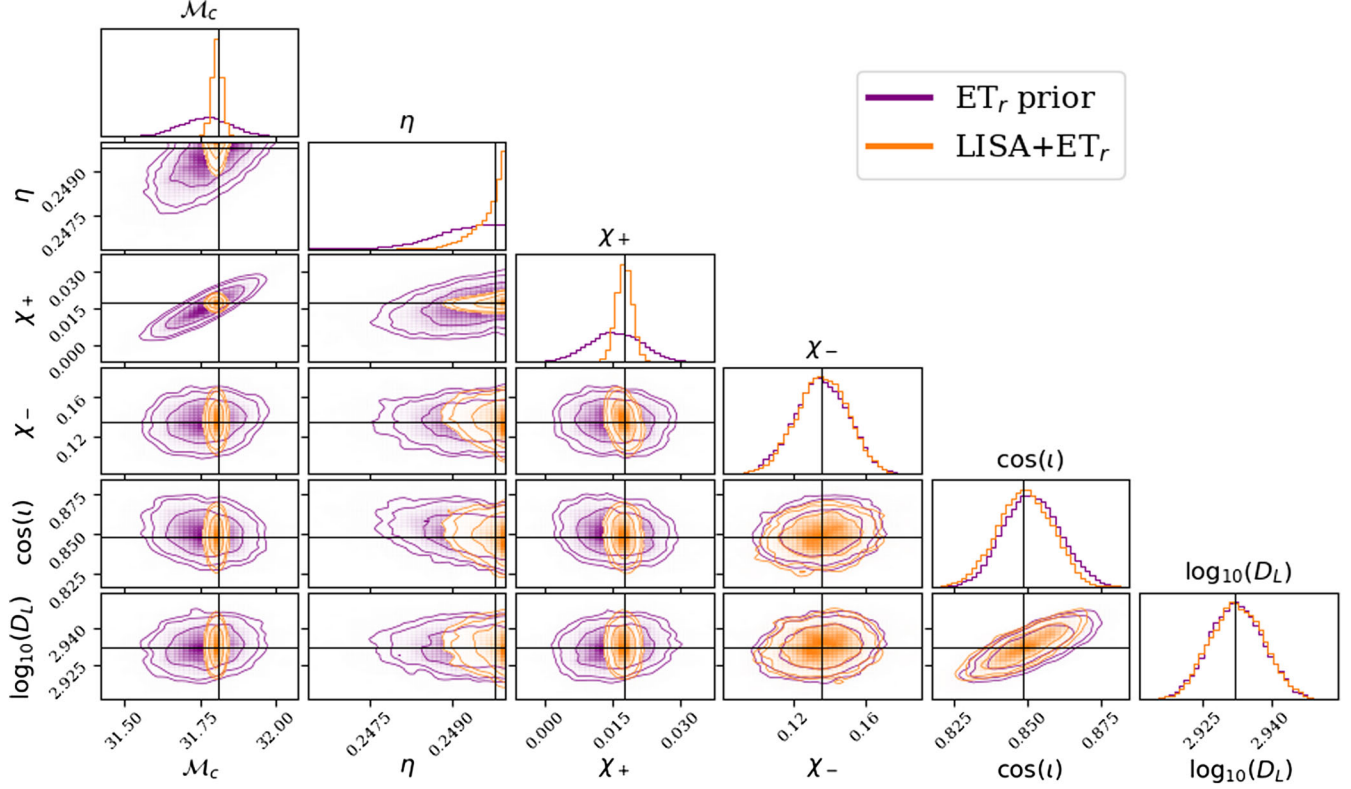 𝓜c
ETr prior
LISA+ETr
η
η
0.2490
0.2475
χ+
χ+
0.030
0.015
0.000
χ−
χ−
0.16
0.12
cos(ι)
cos(ι)
0.875
0.850
0.825
log10(DL)
log10(DL)
2.940
2.925
31.50 31.75 32.00 0.2475 0.2490 0.000 0.015 0.030 0.12 0.16 0.825 0.850 0.875 2.925 2.940
𝓜c η χ+ χ− cos(ι) log10(DL)